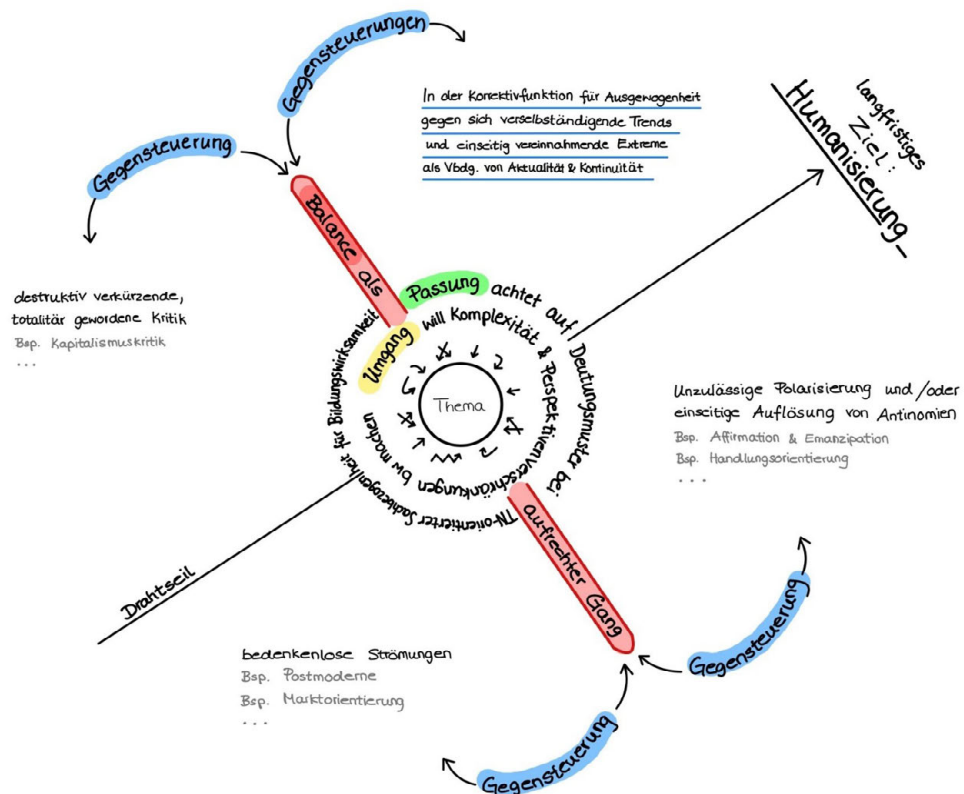 Gegensteuerungen
Gegensteuerung
In der Korrektivfunktion für Ausgewogenheit
gegen sich verselbständigende Trends
und einseitig vereinnahmende Extreme
als Vbdg. von Aktualität & Kontinuität
langfristiges
Ziel:
Humanisierung
Balance als
destruktiv verkürzende,
totalitär gewordene Kritik
Bsp. Kapitalismuskritik
...
Passung achtet auf Deutungsmuster bei TN-orientierter Sachbezogenheit für Bildungswirksamkeit
Umgang will Komplexität & Perspektivenverschränkungen bw machen
Thema
Unzulässige Polarisierung und/oder
einseitige Auflösung von Antinomien
Bsp. Affirmation & Emanzipation
Bsp. Handlungsorientierung
...
aufrechter Gang
Drahtseil
Gegensteuerung
bedenkenlose Strömungen
Bsp. Postmoderne
Bsp. Marktorientierung
...
Gegensteuerung